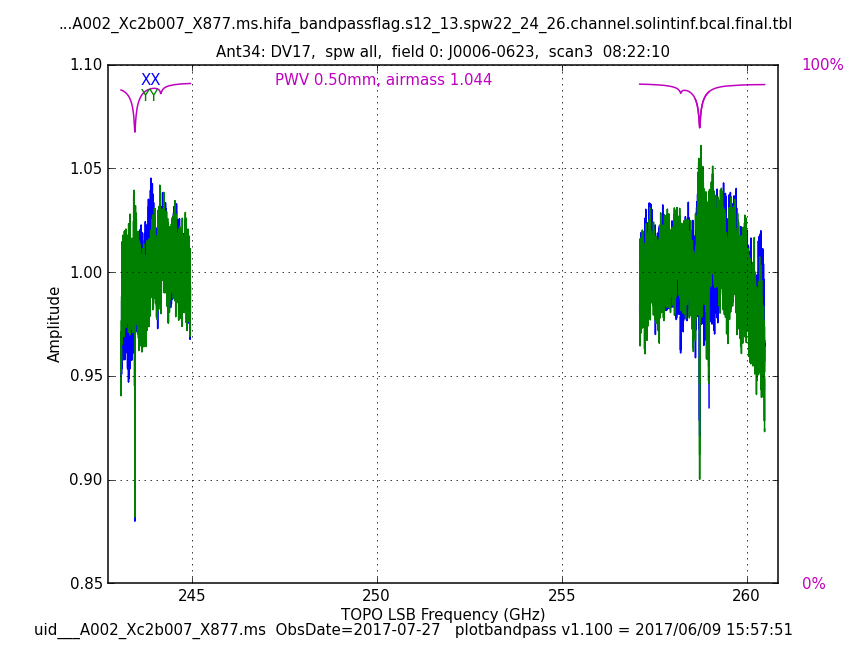 ...A002_Xc2b007_X877.ms.hifa_bandpassflag.s12_13.spw22_24_26.channel.solintinf.bcal.final.tbl
Ant34: DV17,  spw all,  field 0: J0006-0623,  scan3  08:22:10
1.10
100%
XX
PWV 0.50mm, airmass 1.044
YY
1.05
1.00
Amplitude
0.95
0.90
0.85
0%
245
250
255
260
TOPO LSB Frequency (GHz)
uid___A002_Xc2b007_X877.ms  ObsDate=2017-07-27   plotbandpass v1.100 = 2017/06/09 15:57:51